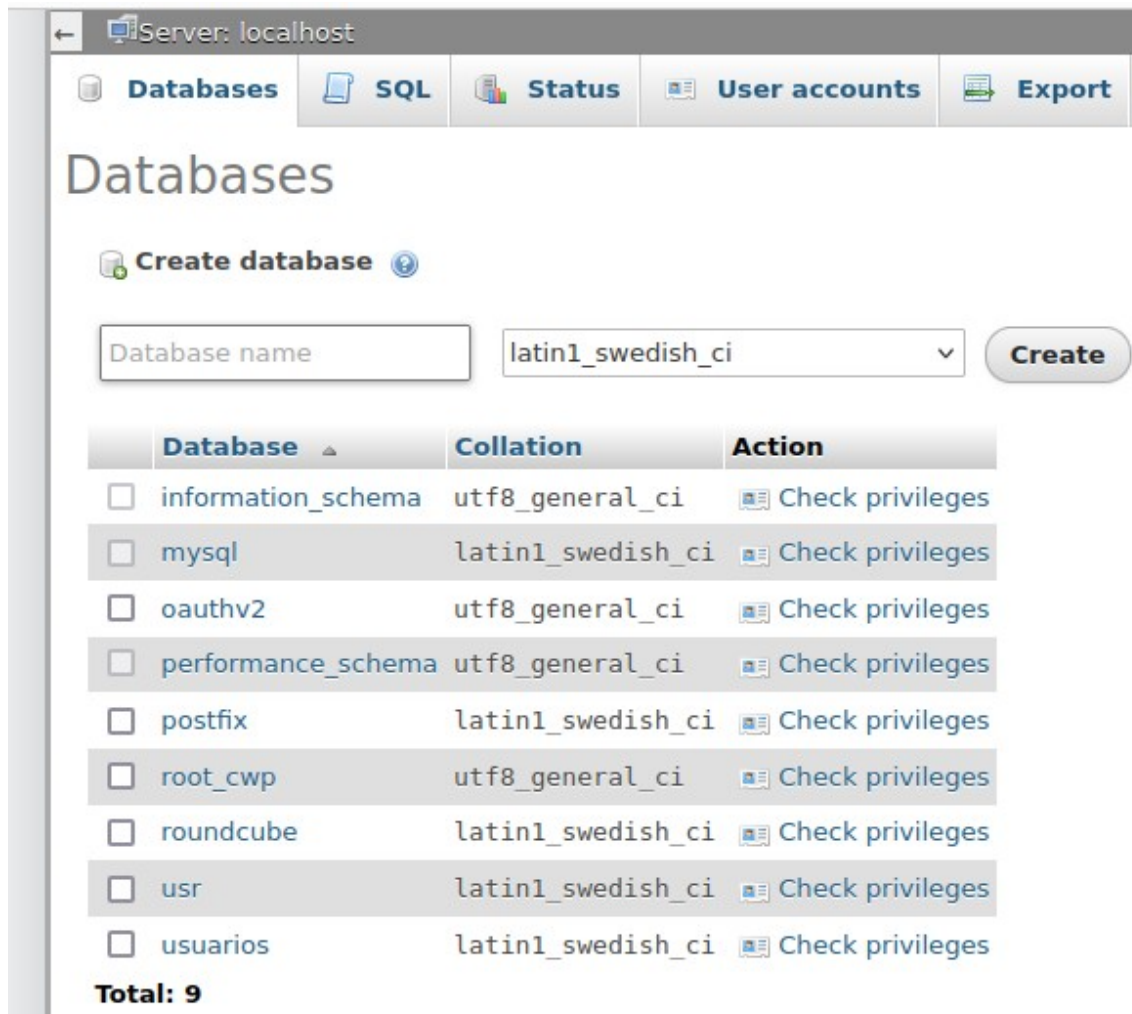 ← Server: localhost
Databases SQL Status User accounts Export
Databases
Create database
Database name latin1_swedish_ci Create
Database Collation Action
information_schema utf8_general_ci Check privileges
mysql latin1_swedish_ci Check privileges
oauthv2 utf8_general_ci Check privileges
performance_schema utf8_general_ci Check privileges
postfix latin1_swedish_ci Check privileges
root_cwp utf8_general_ci Check privileges
roundcube latin1_swedish_ci Check privileges
usr latin1_swedish_ci Check privileges
usuarios latin1_swedish_ci Check privileges
Total: 9